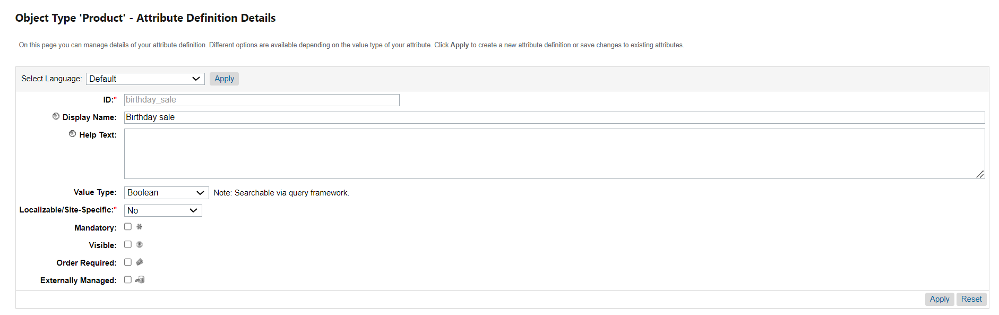 Object Type 'Product' - Attribute Definition Details
On this page you can manage details of your attribute definition. Different options are available depending on the value type of your attribute. Click Apply to create a new attribute definition or save changes to existing attributes.
Select Language: Default Apply
ID:* birthday_sale
Display Name: Birthday sale
Help Text:
Value Type: Boolean Note: Searchable via query framework.
Localizable/Site-Specific:* No
Mandatory:
Visible:
Order Required:
Externally Managed:
Apply Reset